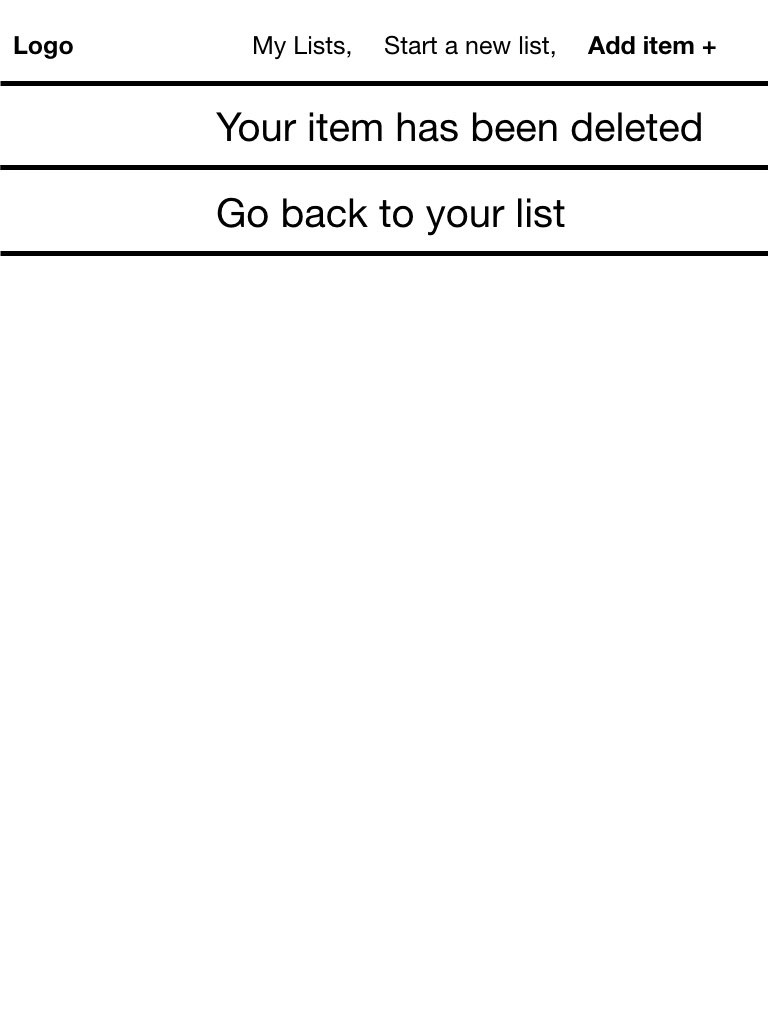 Logo My Lists, Start a new list, Add item +
Your item has been deleted
Go back to your list